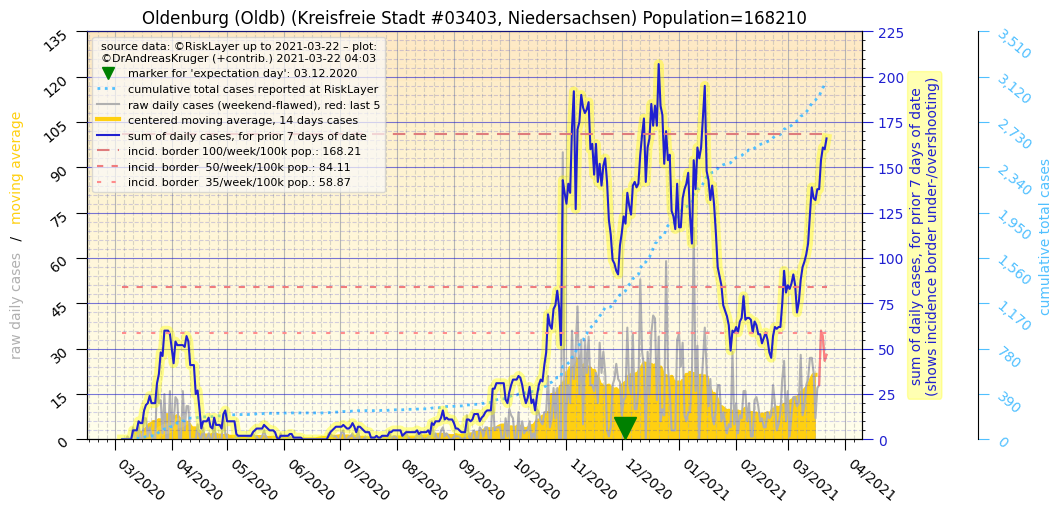 Oldenburg (Oldb) (Kreisfreie Stadt #03403, Niedersachsen) Population=168210
source data: ©RiskLayer up to 2021-03-22 – plot:
©DrAndreasKruger (+contrib.) 2021-03-22 04:03
marker for 'expectation day': 03.12.2020
cumulative total cases reported at RiskLayer
raw daily cases (weekend-flawed), red: last 5
centered moving average, 14 days cases
sum of daily cases, for prior 7 days of date
incid. border 100/week/100k pop.: 168.21
incid. border  50/week/100k pop.: 84.11
incid. border  35/week/100k pop.: 58.87
raw daily cases / moving average
135
120
105
90
75
60
45
30
15
0
03/2020
04/2020
05/2020
06/2020
07/2020
08/2020
09/2020
10/2020
11/2020
12/2020
01/2021
02/2021
03/2021
04/2021
225
200
175
150
125
100
75
50
25
0
sum of daily cases, for prior 7 days of date
(shows incidence border under-/overshooting)
3,510
3,120
2,730
2,340
1,950
1,560
1,170
780
390
0
cumulative total cases